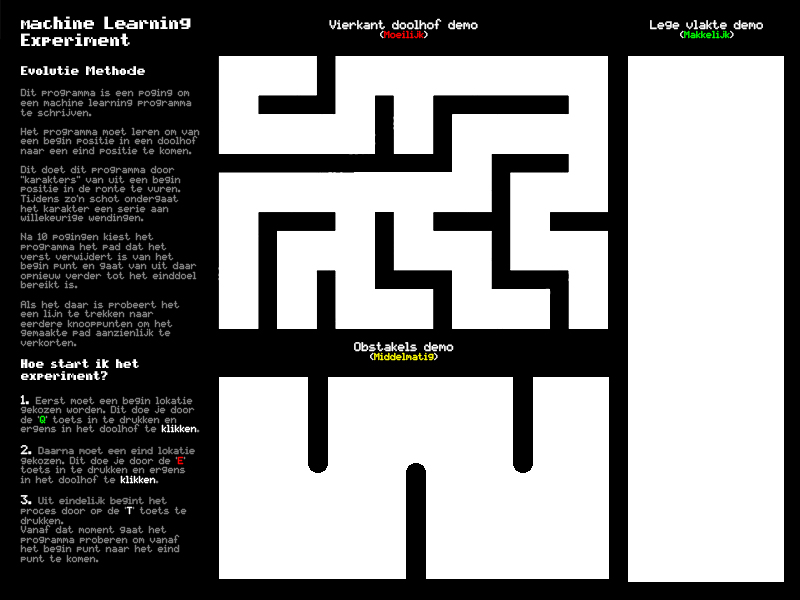 Machine Learning
Experiment
Evolutie Methode
Dit programma is een poging om
een machine learning programma
te schrijven.
Het programma moet leren om van
een begin positie in een doolhof
naar een eind positie te komen.
Dit doet dit programma door
"karakters" van uit een begin
positie in de ronte te vuren.
Tijdens zo'n schot ondergaat
het karakter een serie aan
willekeurige wendingen.
Na 10 pogingen kiest het
programma het pad dat het
verst verwijdert is van het
begin punt en gaat van uit daar
opnieuw verder tot het einddoel
bereikt is.
Als het daar is probeert het
een lijn te trekken naar
eerdere knooppunten om het
gemaakte pad aanzienlijk te
verkorten.
Hoe start ik het
experiment?
1. Eerst moet een begin lokatie
gekozen worden. Dit doe je door
de 'Q' toets in te drukken en
ergens in het doolhof te klikken.
2. Daarna moet een eind lokatie
gekozen. Dit doe je door de 'E'
toets in te drukken en ergens
in het doolhof te klikken.
3. Uit eindelijk begint het
proces door op de 'T' toets te
drukken.
Vanaf dat moment gaat het
programma proberen om vanaf
het begin punt naar het eind
punt te komen.
Vierkant doolhof demo
(Moeilijk)
Lege vlakte demo
(Makkelijk)
Obstakels demo
(Middelmatig)